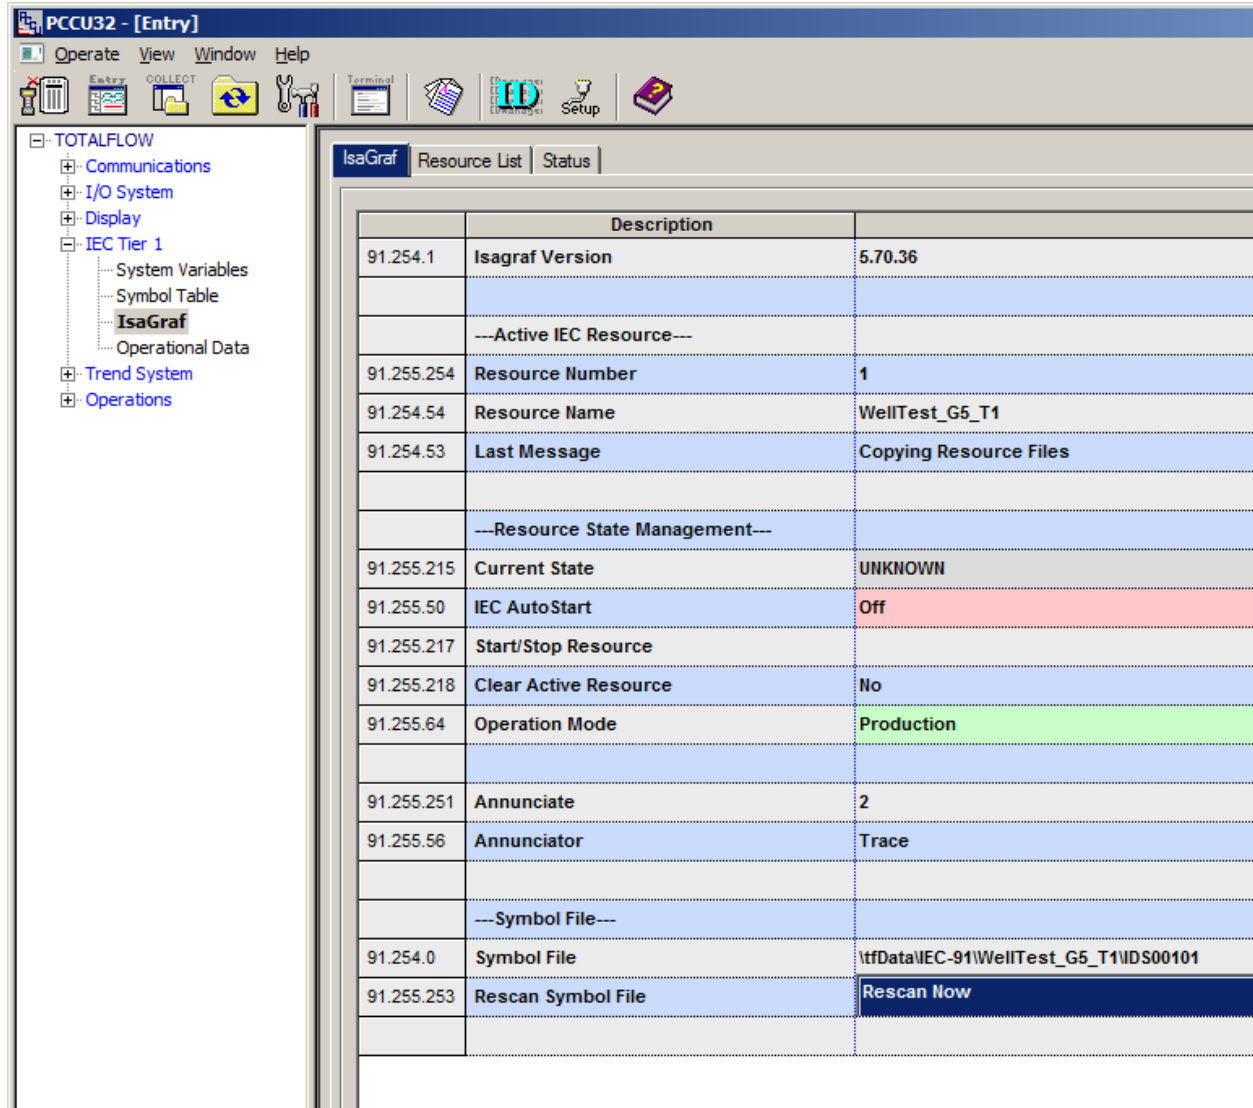 PCCU32 - [Entry]
Operate View Window Help
Entry COLLECT Terminal
Setup
TOTALFLOW
Communications
I/O System
Display
IEC Tier 1
System Variables
Symbol Table
IsaGraf
Operational Data
Trend System
Operations
IsaGraf Resource List Status
Description
91.254.1 Isagraf Version 5.70.36
---Active IEC Resource---
91.255.254 Resource Number 1
91.254.54 Resource Name WellTest_G5_T1
91.254.53 Last Message Copying Resource Files
---Resource State Management---
91.255.215 Current State UNKNOWN
91.255.50 IEC AutoStart Off
91.255.217 Start/Stop Resource
91.255.218 Clear Active Resource No
91.255.64 Operation Mode Production
91.255.251 Annunciate 2
91.255.56 Annunciator Trace
---Symbol File---
91.254.0 Symbol File \tfData\IEC-91\WellTest_G5_T1\IDS00101
91.255.253 Rescan Symbol File Rescan Now